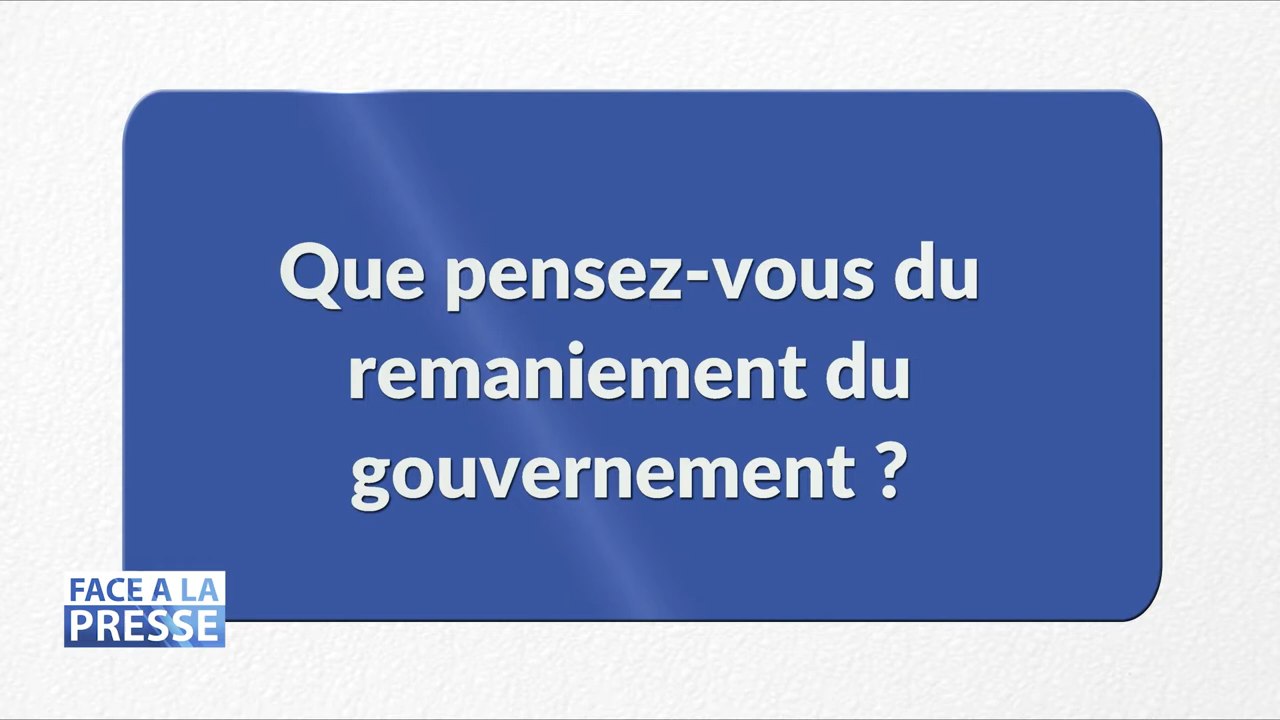 Que pensez-vous du
remaniement du
gouvernement ?
FACE A LA
PRESSE